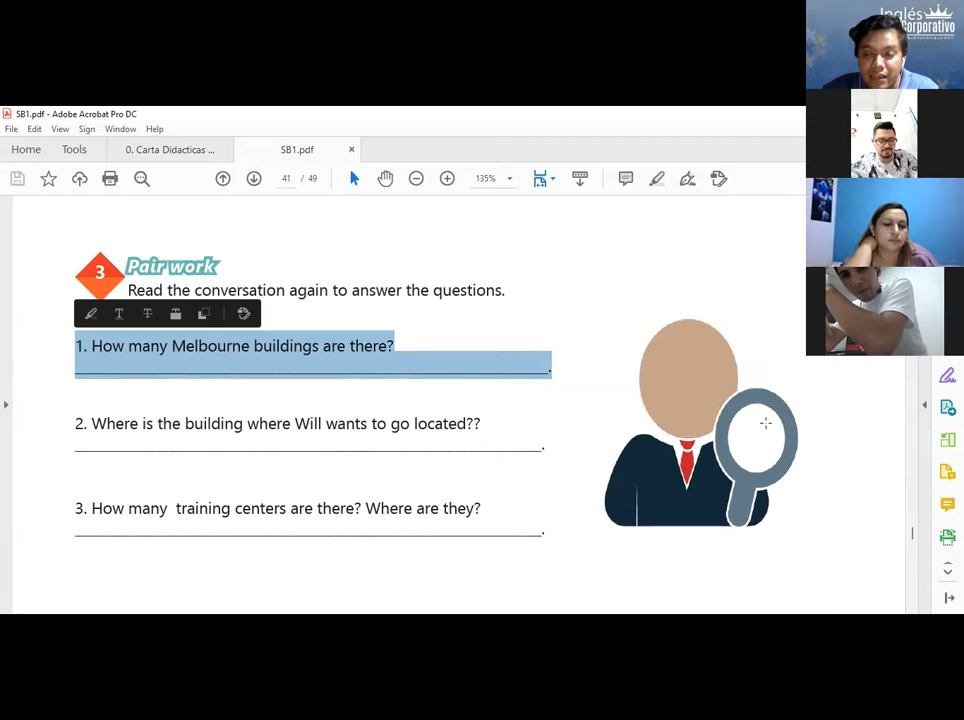 Inglés
Corporativo
SB1.pdf - Adobe Acrobat Pro DC
File Edit View Sign Window Help
Home Tools 0. Carta Didacticas ... SB1.pdf ×
41 / 49 135%
3 Pair work
Read the conversation again to answer the questions.
1. How many Melbourne buildings are there?
____________________.
2. Where is the building where Will wants to go located??
____________________.
3. How many training centers are there? Where are they?
____________________.